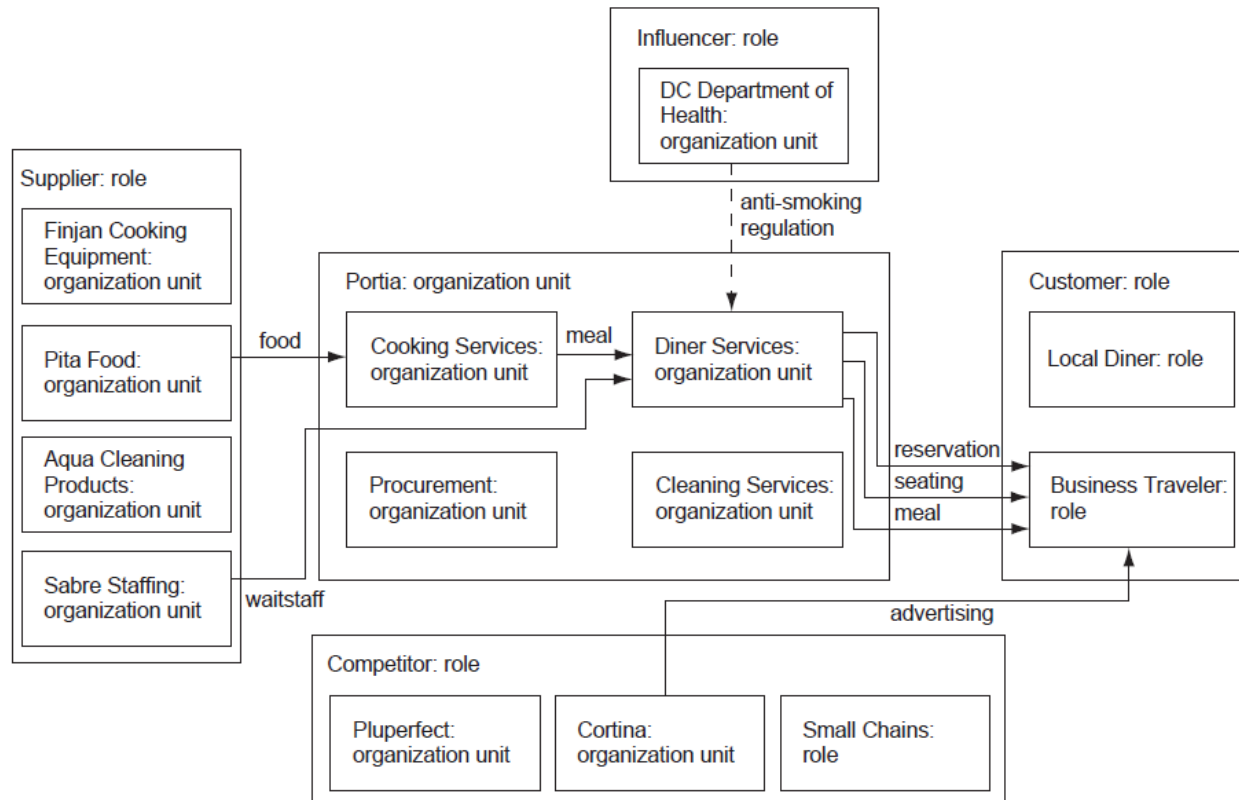 Influencer: role
DC Department of
Health:
organization unit
anti-smoking
regulation
Supplier: role
Finjan Cooking
Equipment:
organization unit
Pita Food:
organization unit
Aqua Cleaning
Products:
organization unit
Sabre Staffing:
organization unit
food
waitstaff
Portia: organization unit
Cooking Services:
organization unit
meal
Diner Services:
organization unit
Procurement:
organization unit
Cleaning Services:
organization unit
reservation
seating
meal
Customer: role
Local Diner: role
Business Traveler:
role
advertising
Competitor: role
Pluperfect:
organization unit
Cortina:
organization unit
Small Chains:
role